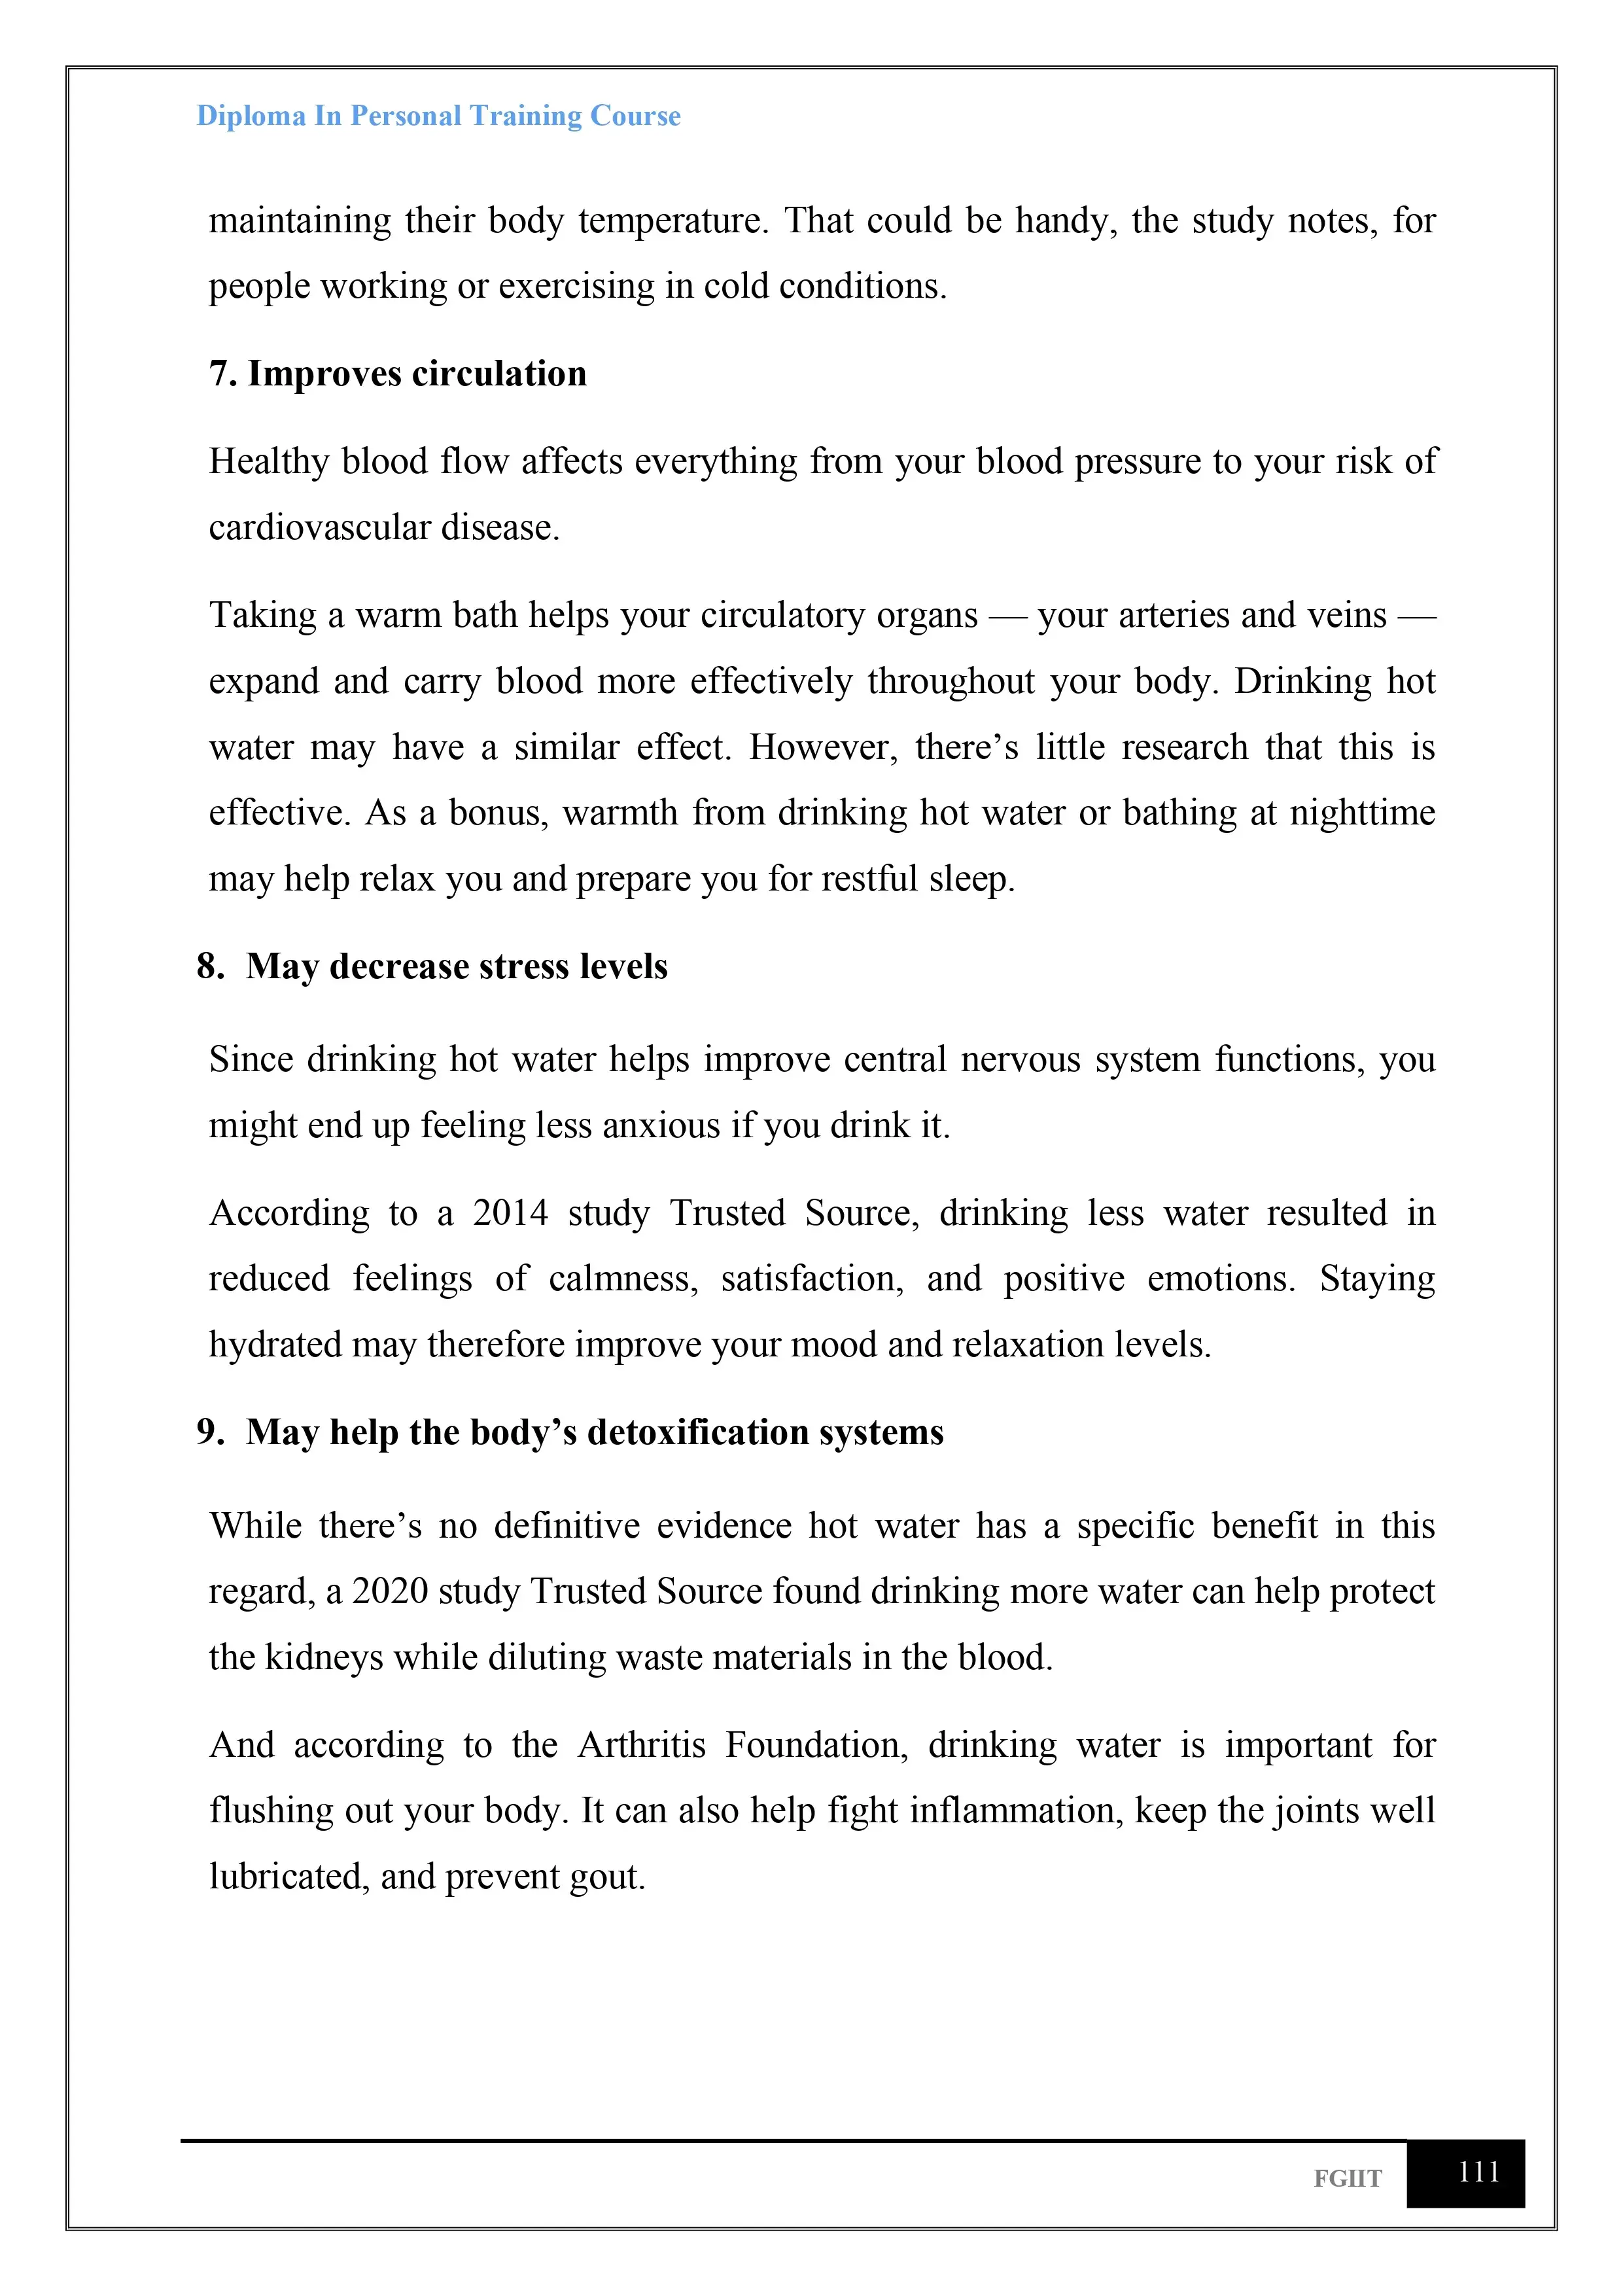 Diploma In Personal Training Course
maintaining their body temperature. That could be handy, the study notes, for
people working or exercising in cold conditions.
7. Improves circulation
Healthy blood flow affects everything from your blood pressure to your risk of
cardiovascular disease.
Taking a warm bath helps your circulatory organs — your arteries and veins —
expand and carry blood more effectively throughout your body. Drinking hot
water may have a similar effect. However, there’s little research that this is
effective. As a bonus, warmth from drinking hot water or bathing at nighttime
may help relax you and prepare you for restful sleep.
8. May decrease stress levels
Since drinking hot water helps improve central nervous system functions, you
might end up feeling less anxious if you drink it.
According to a 2014 study Trusted Source, drinking less water resulted in
reduced feelings of calmness, satisfaction, and positive emotions. Staying
hydrated may therefore improve your mood and relaxation levels.
9. May help the body’s detoxification systems
While there’s no definitive evidence hot water has a specific benefit in this
regard, a 2020 study Trusted Source found drinking more water can help protect
the kidneys while diluting waste materials in the blood.
And according to the Arthritis Foundation, drinking water is important for
flushing out your body. It can also help fight inflammation, keep the joints well
lubricated, and prevent gout.
FGIIT 111